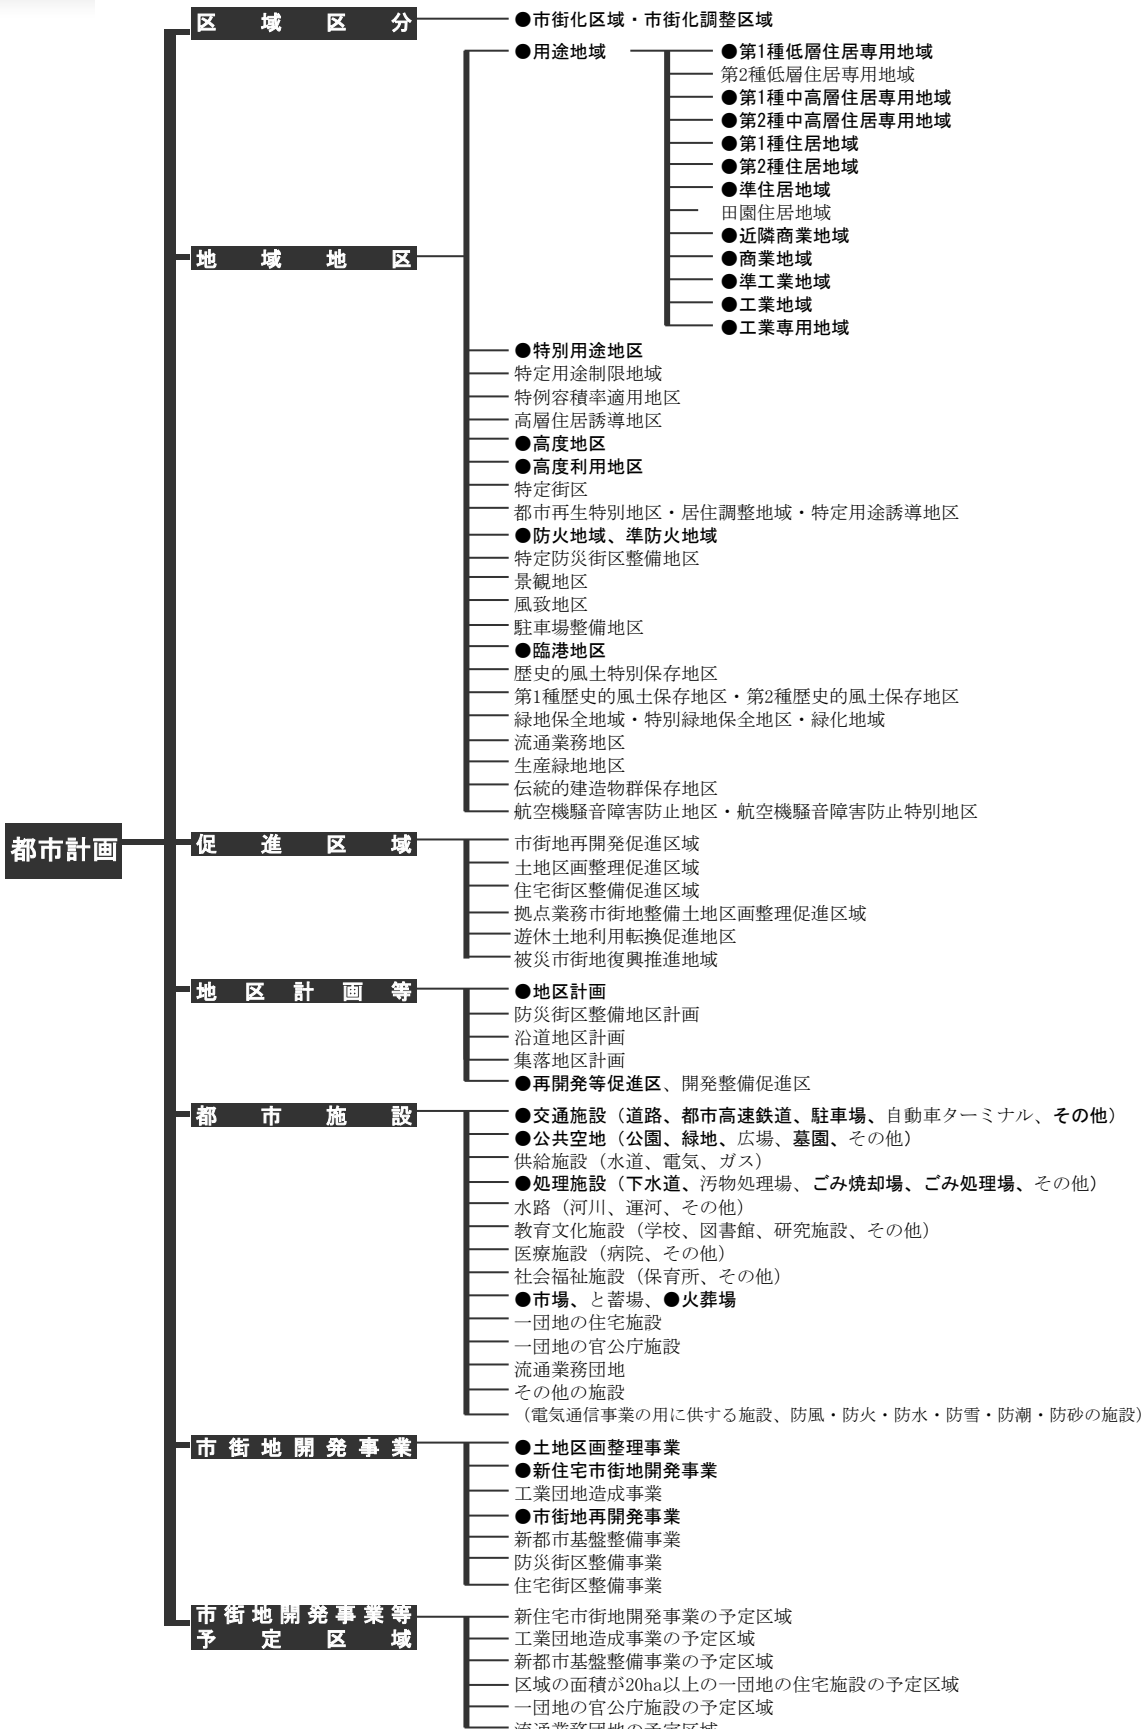 区域区分
●市街化区域・市街化調整区域
●用途地域
●第1種低層住居専用地域
第2種低層住居専用地域
●第1種中高層住居専用地域
●第2種中高層住居専用地域
●第1種住居地域
●第2種住居地域
●準住居地域
田園住居地域
●近隣商業地域
●商業地域
●準工業地域
●工業地域
●工業専用地域
地域地区
●特別用途地区
特定用途制限地域
特例容積率適用地区
高層住居誘導地区
●高度地区
●高度利用地区
特定街区
都市再生特別地区・居住調整地域・特定用途誘導地区
●防火地域、準防火地域
特定防災街区整備地区
景観地区
風致地区
駐車場整備地区
●臨港地区
歴史的風土特別保存地区
第1種歴史的風土保存地区・第2種歴史的風土保存地区
緑地保全地域・特別緑地保全地区・緑化地域
流通業務地区
生産緑地地区
伝統的建造物群保存地区
航空機騒音障害防止地区・航空機騒音障害防止特別地区
都市計画
促進区域
市街地再開発促進区域
土地区画整理促進区域
住宅街区整備促進区域
拠点業務市街地整備土地区画整理促進区域
遊休土地利用転換促進地区
被災市街地復興推進地域
地区計画等
●地区計画
防災街区整備地区計画
沿道地区計画
集落地区計画
●再開発等促進区、開発整備促進区
都市施設
●交通施設（道路、都市高速鉄道、駐車場、自動車ターミナル、その他）
●公共空地（公園、緑地、広場、墓園、その他）
供給施設（水道、電気、ガス）
●処理施設（下水道、汚物処理場、ごみ焼却場、ごみ処理場、その他）
水路（河川、運河、その他）
教育文化施設（学校、図書館、研究施設、その他）
医療施設（病院、その他）
社会福祉施設（保育所、その他）
●市場、と蓄場、●火葬場
一団地の住宅施設
一団地の官公庁施設
流通業務団地
その他の施設
（電気通信事業の用に供する施設、防風・防火・防水・防雪・防潮・防砂の施設）
市街地開発事業
●土地区画整理事業
●新住宅市街地開発事業
工業団地造成事業
●市街地再開発事業
新都市基盤整備事業
防災街区整備事業
住宅街区整備事業
市街地開発事業等
予定区域
新住宅市街地開発事業の予定区域
工業団地造成事業の予定区域
新都市基盤整備事業の予定区域
区域の面積が20ha以上の一団地の住宅施設の予定区域
一団地の官公庁施設の予定区域
流通業務団地の予定区域